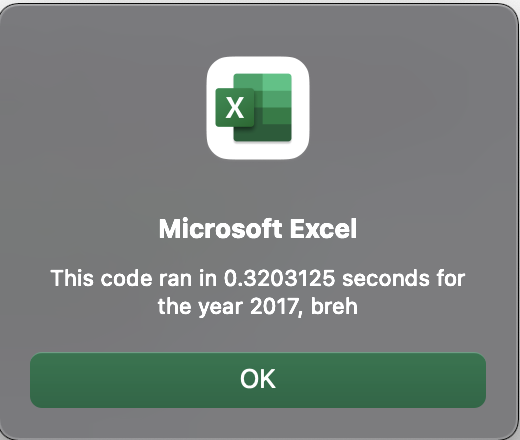 X
Microsoft Excel
This code ran in 0.3203125 seconds for
the year 2017, breh
OK